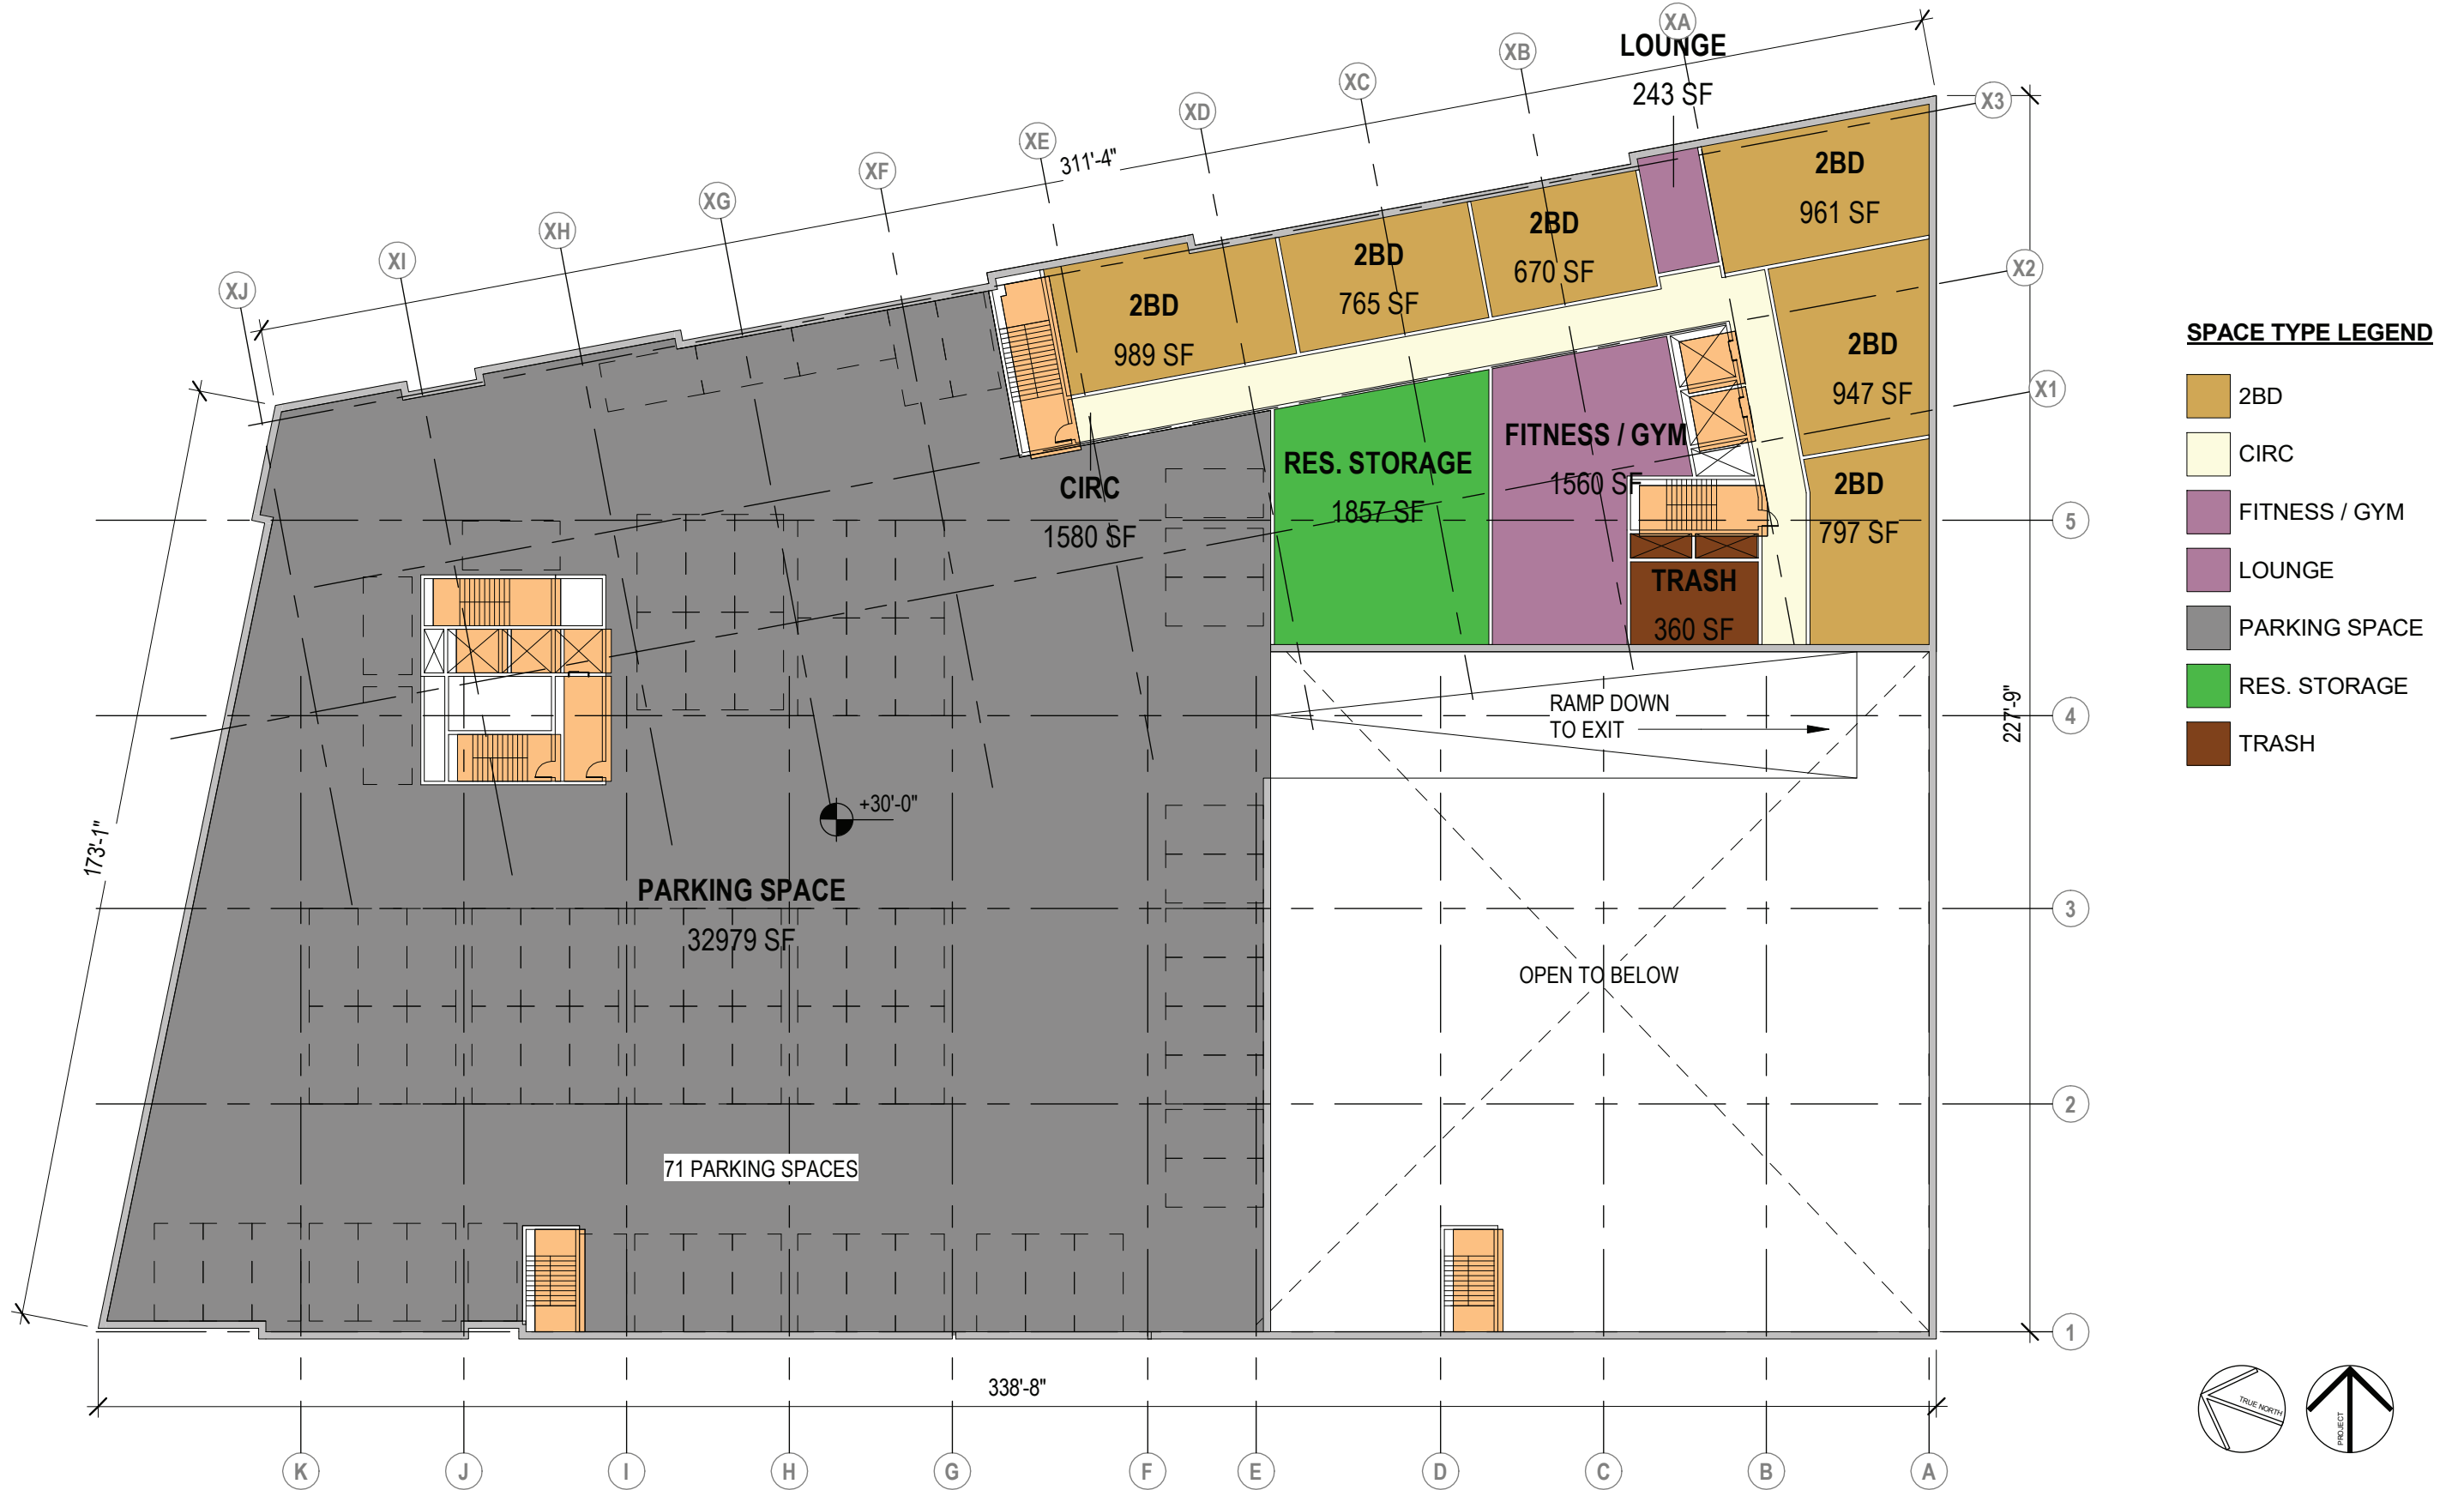 XA
LOUNGE
243 SF
XB
XC
XD
XE
XF
XG
XH
XI
XJ
X3
X2
X1
311'-4"
2BD
961 SF
2BD
670 SF
2BD
765 SF
2BD
989 SF
2BD
947 SF
2BD
797 SF
FITNESS / GYM
1560 SF
RES. STORAGE
1857 SF
CIRC
1580 SF
TRASH
360 SF
SPACE TYPE LEGEND
2BD
CIRC
FITNESS / GYM
LOUNGE
PARKING SPACE
RES. STORAGE
TRASH
5
4
3
2
1
RAMP DOWN
TO EXIT
227'-9"
+30'-0"
173'-1"
PARKING SPACE
32979 SF
OPEN TO BELOW
71 PARKING SPACES
338'-8"
K
J
I
H
G
F
E
D
C
B
A
TRUE NORTH
PROJECT